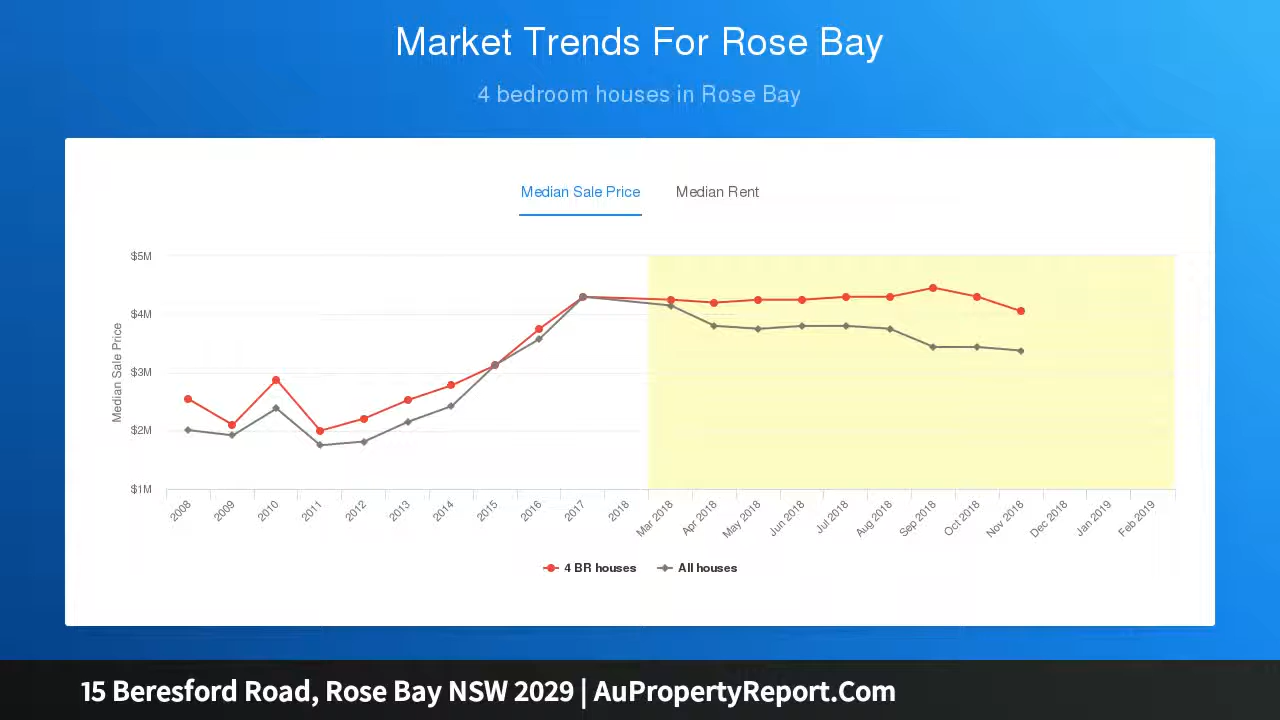 Market Trends For Rose Bay
4 bedroom houses in Rose Bay
Median Sale Price
Median Rent
Median Sale Price
$5M
$4M
$3M
$2M
$1M
2008
2009
2010
2011
2012
2013
2014
2015
2016
2017
2018
Mar 2018
Apr 2018
May 2018
Jun 2018
Jul 2018
Aug 2018
Sep 2018
Oct 2018
Nov 2018
Dec 2018
Jan 2019
Feb 2019
4 BR houses
All houses
15 Beresford Road, Rose Bay NSW 2029 | AuPropertyReport.Com